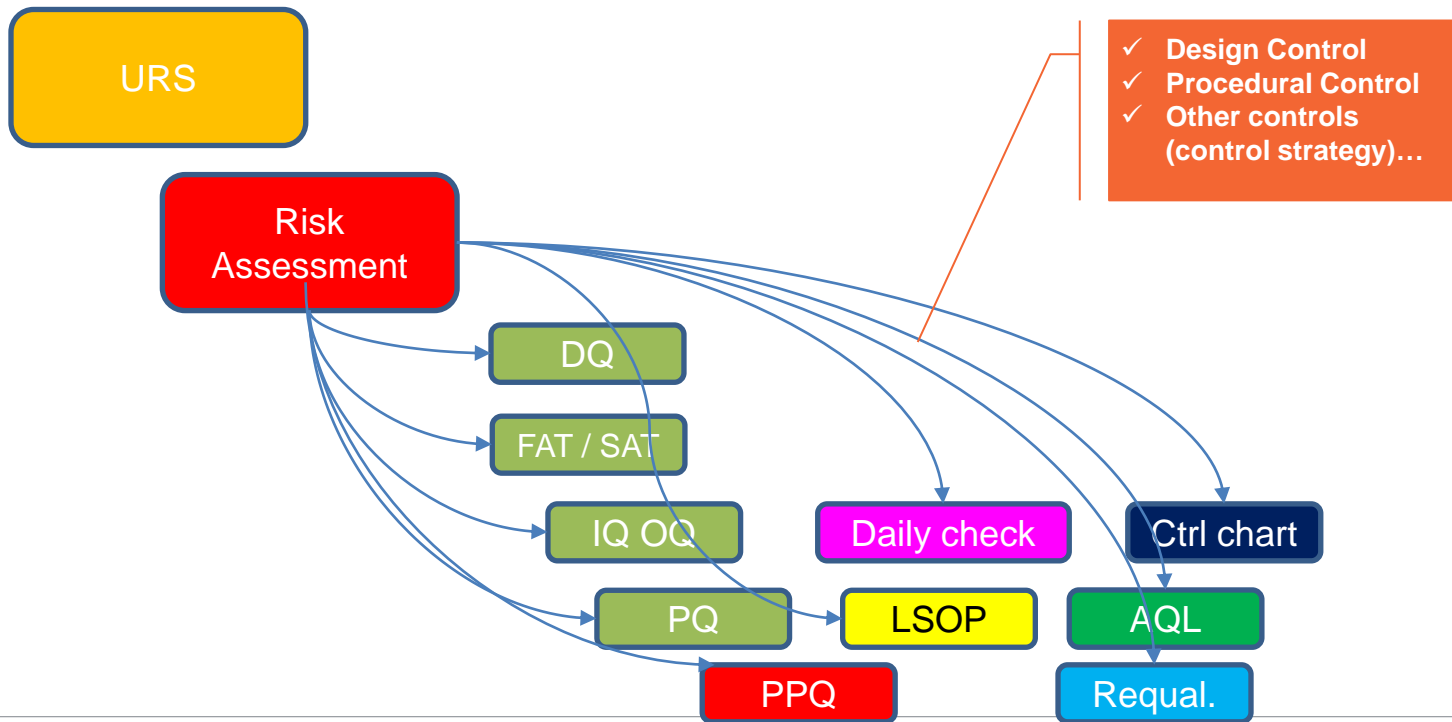 URS
✓ Design Control
✓ Procedural Control
✓ Other controls
(control strategy)…
Risk
Assessment
DQ
FAT / SAT
IQ OQ
Daily check
Ctrl chart
PQ
LSOP
AQL
PPQ
Requal.